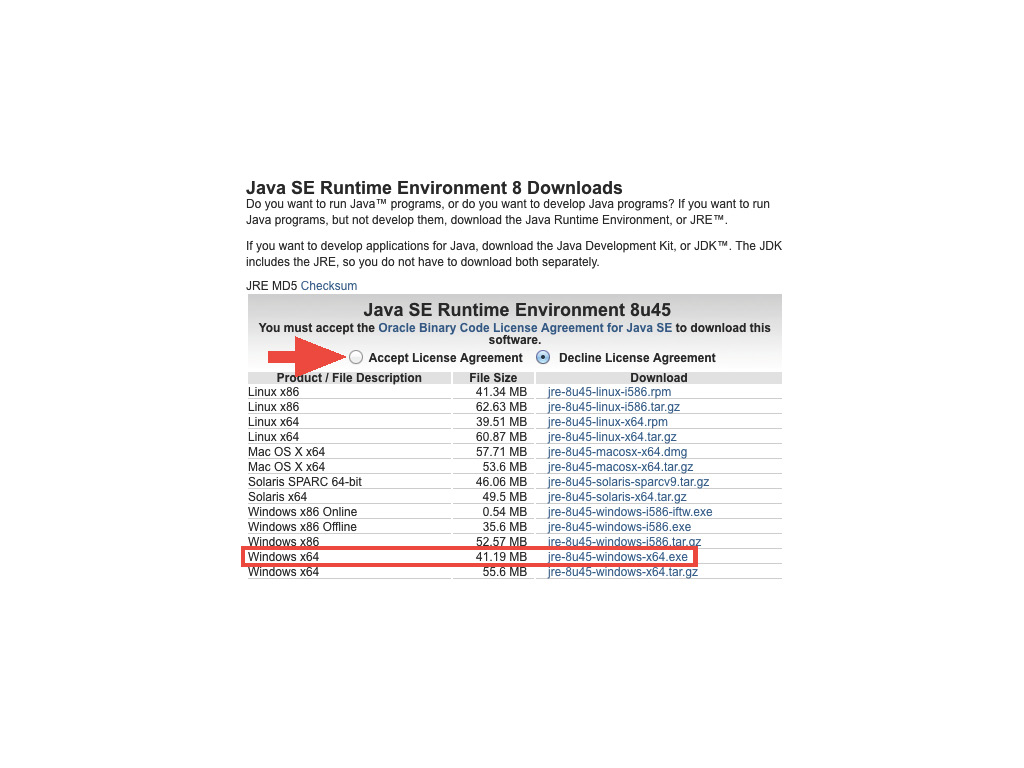 Java SE Runtime Environment 8 Downloads
Do you want to run Java™ programs, or do you want to develop Java programs? If you want to run
Java programs, but not develop them, download the Java Runtime Environment, or JRE™.
If you want to develop applications for Java, download the Java Development Kit, or JDK™. The JDK
includes the JRE, so you do not have to download both separately.
JRE MD5 Checksum
Java SE Runtime Environment 8u45
You must accept the Oracle Binary Code License Agreement for Java SE to download this
software.
Accept License Agreement Decline License Agreement
Product / File Description File Size Download
Linux x86 41.34 MB jre-8u45-linux-i586.rpm
Linux x86 62.63 MB jre-8u45-linux-i586.tar.gz
Linux x64 39.51 MB jre-8u45-linux-x64.rpm
Linux x64 60.87 MB jre-8u45-linux-x64.tar.gz
Mac OS X x64 57.71 MB jre-8u45-macosx-x64.dmg
Mac OS X x64 53.6 MB jre-8u45-macosx-x64.tar.gz
Solaris SPARC 64-bit 46.06 MB jre-8u45-solaris-sparcv9.tar.gz
Solaris x64 49.5 MB jre-8u45-solaris-x64.tar.gz
Windows x86 Online 0.54 MB jre-8u45-windows-i586-iftw.exe
Windows x86 Offline 35.6 MB jre-8u45-windows-i586.exe
Windows x86 52.57 MB jre-8u45-windows-i586.tar.gz
Windows x64 41.19 MB jre-8u45-windows-x64.exe
Windows x64 55.6 MB jre-8u45-windows-x64.tar.gz